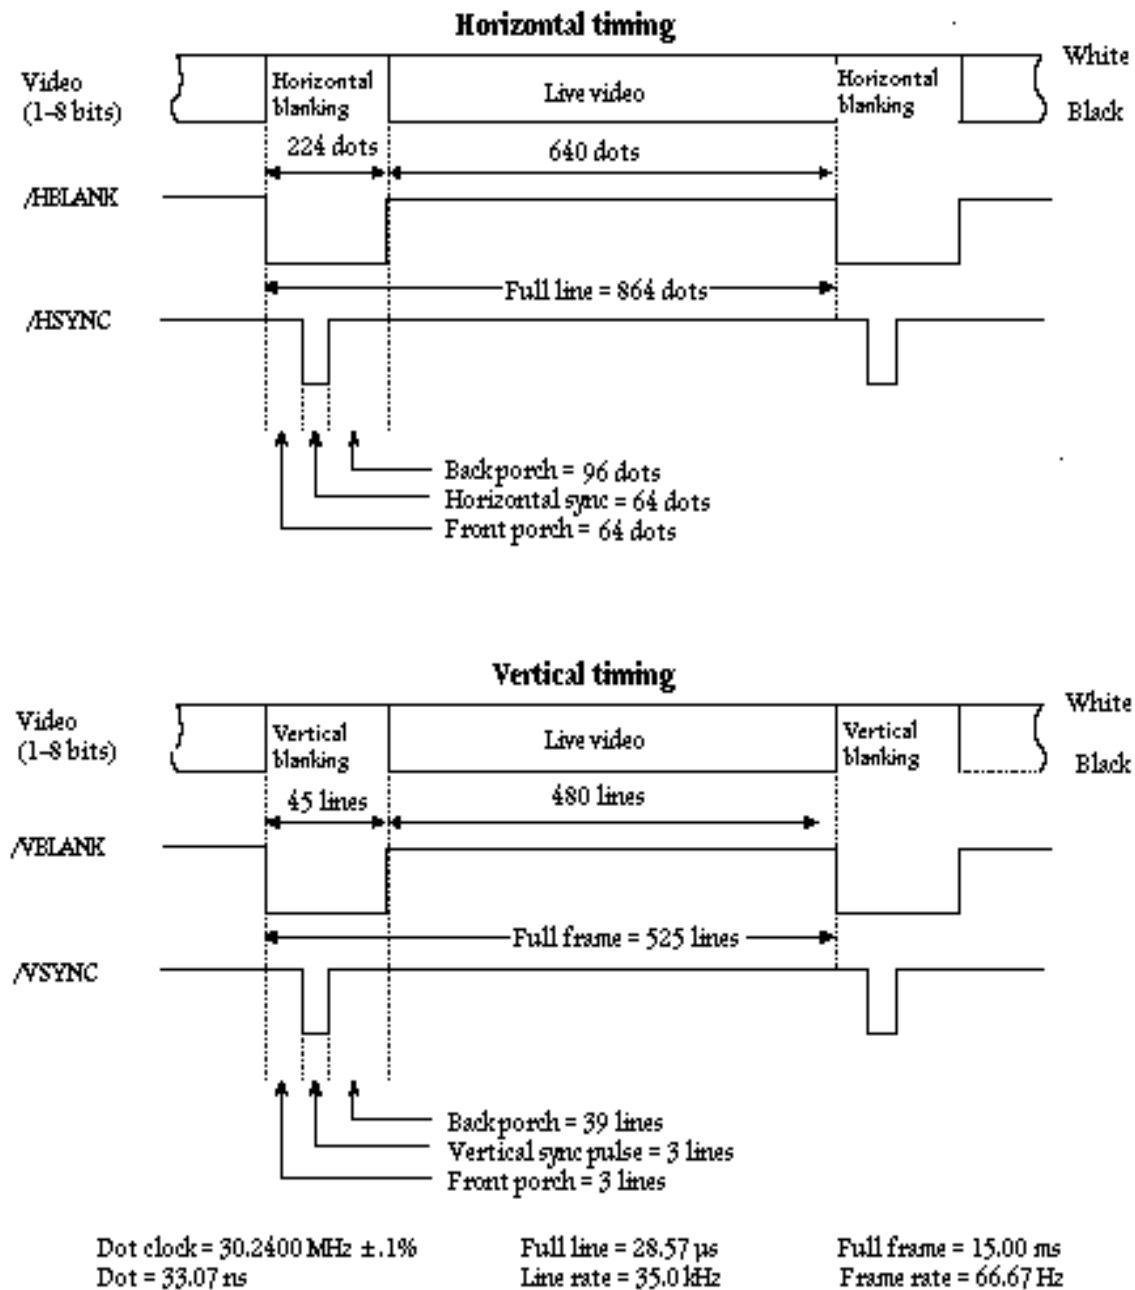 Horizontal timing
White
Video
(1–8 bits)
Horizontal
blanking
Live video
Horizontal
blanking
Black
224 dots
640 dots
/HBLANK
Full line = 864 dots
/HSYNC
Back porch = 96 dots
Horizontal sync = 64 dots
Front porch = 64 dots
Vertical timing
White
Video
(1–8 bits)
Vertical
blanking
Live video
Vertical
blanking
Black
45 lines
480 lines
/VBLANK
Full frame = 525 lines
/VSYNC
Back porch = 39 lines
Vertical sync pulse = 3 lines
Front porch = 3 lines
Dot clock = 30.2400 MHz ±.1%
Full line = 28.57 µs
Full frame = 15.00 ms
Dot = 33.07 ns
Line rate = 35.0 kHz
Frame rate = 66.67 Hz